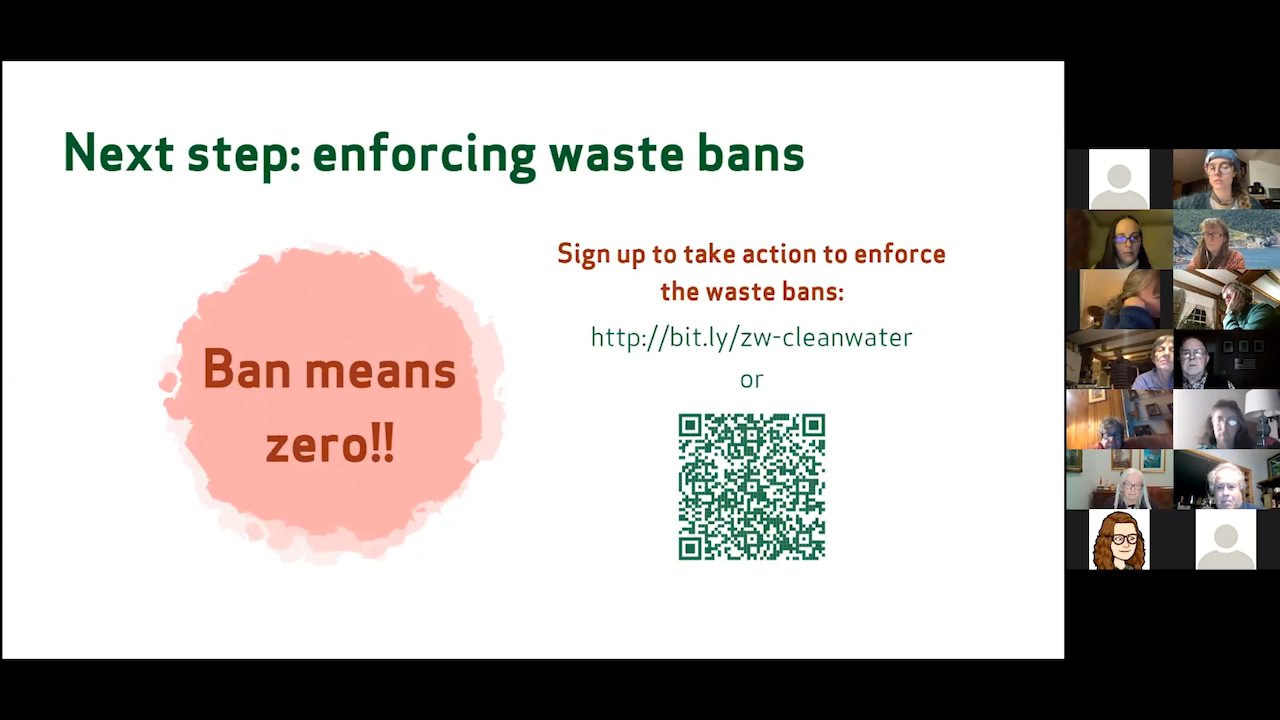 Next step: enforcing waste bans
Ban means
zero!!
Sign up to take action to enforce
the waste bans:
http://bit.ly/zw-cleanwater
or